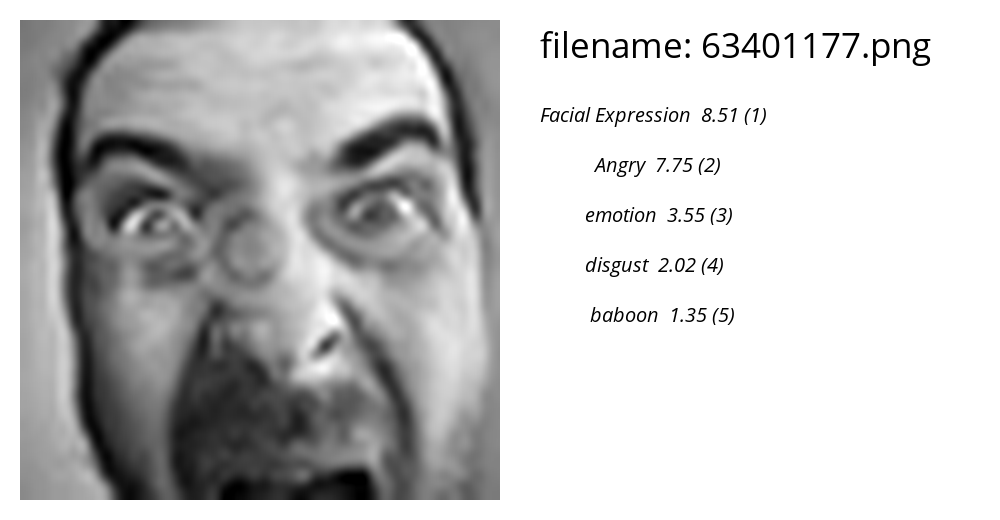 filename: 63401177.png
Facial Expression 8.51 (1)
Angry 7.75 (2)
emotion 3.55 (3)
disgust 2.02 (4)
baboon 1.35 (5)